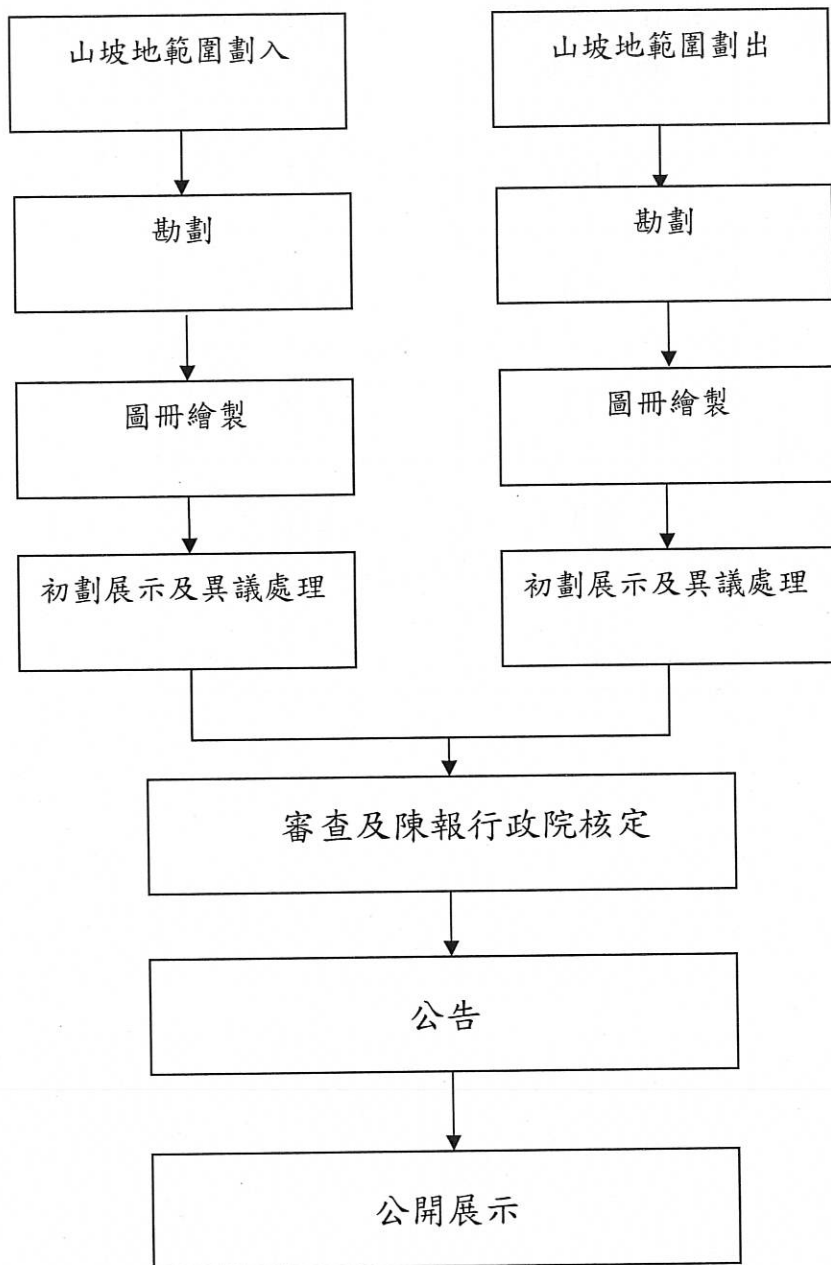 山坡地範圍劃入
山坡地範圍劃出
勘劃
勘劃
圖冊繪製
圖冊繪製
初劃展示及異議處理
初劃展示及異議處理
審查及陳報行政院核定
公告
公開展示